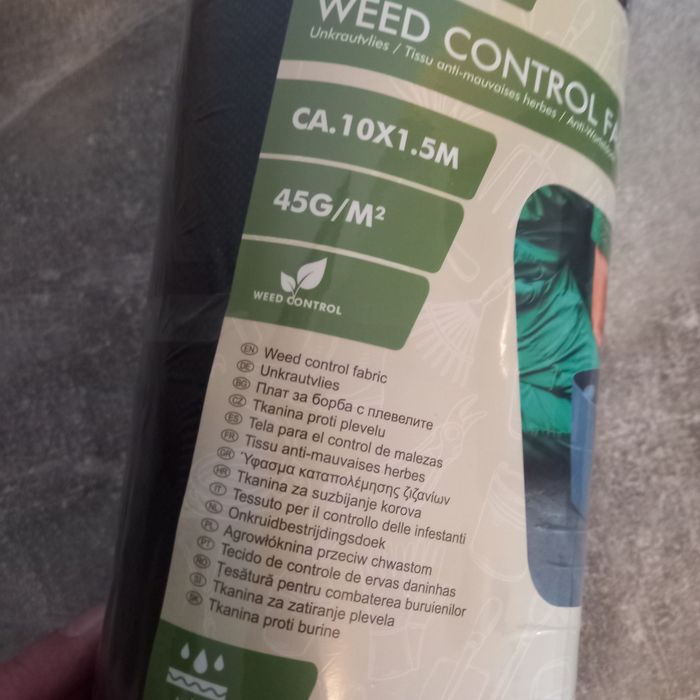 WEED CONTROL
Unkrautvlies / Tissu anti-mauvaises herbes /
CA.10X1.5M
45G/M²
WEED CONTROL
EN Weed control fabric
DE Unkrautvlies
BG Плат за борба с плевелите
CZ Tkanina proti plevelu
ES Tela para el control de malezas
FR Tissu anti-mauvaises herbes
GR Ύφασμα καταπολέμησης ζιζανίων
HR Tkanina za suzbijanje korova
IT Tessuto per il controllo delle infestanti
NL Onkruidbestrijdingsdoek
PL Agrowłóknina przeciw chwastom
PT Tecido de controle de ervas daninhas
RO Țesătură pentru combaterea buruienilor
SI Tkanina za zatiranje plevela
SK Tkanina proti burine